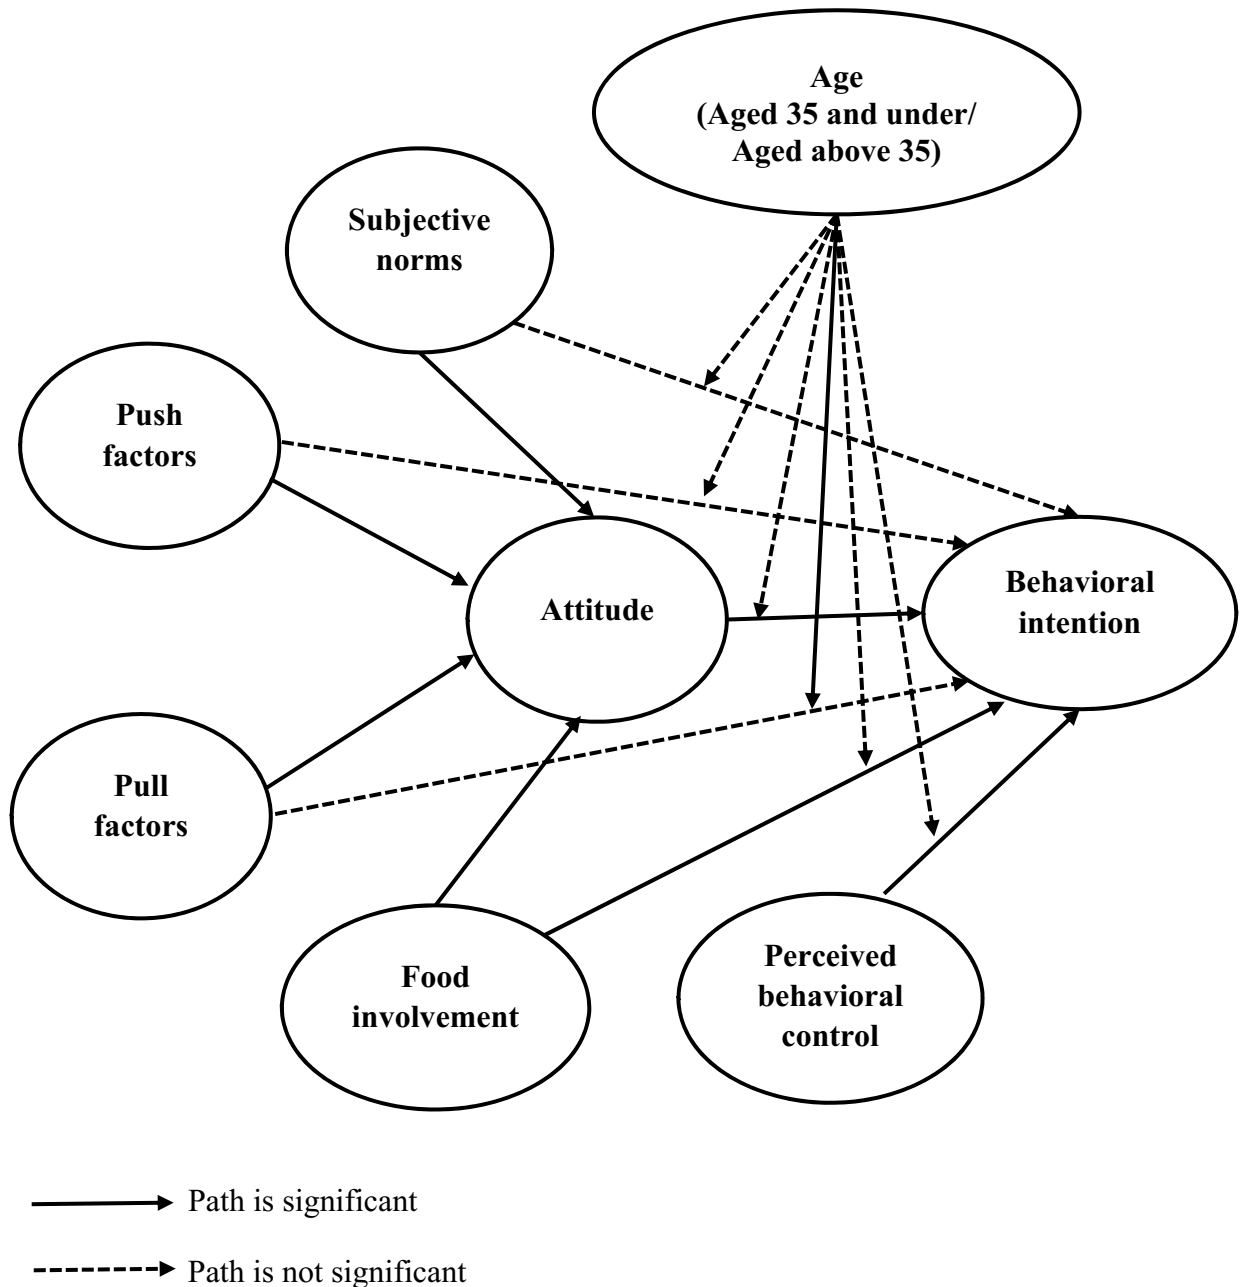 Age
(Aged 35 and under/
Aged above 35)
Subjective
norms
Push
factors
Attitude
Behavioral
intention
Pull
factors
Food
involvement
Perceived
behavioral
control
Path is significant
Path is not significant